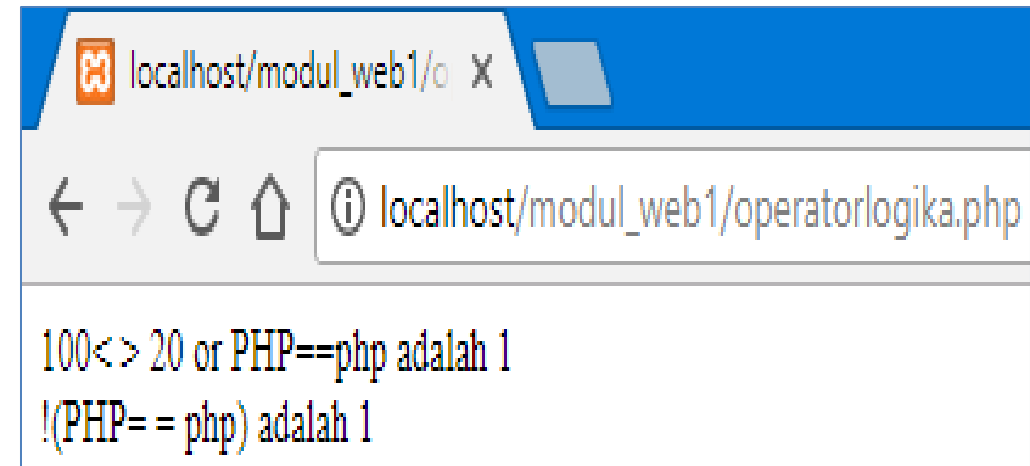 localhost/modul_web1/o
localhost/modul_web1/operatorlogika.php
100< > 20 or PHP==php adalah 1
!(PHP= = php) adalah 1